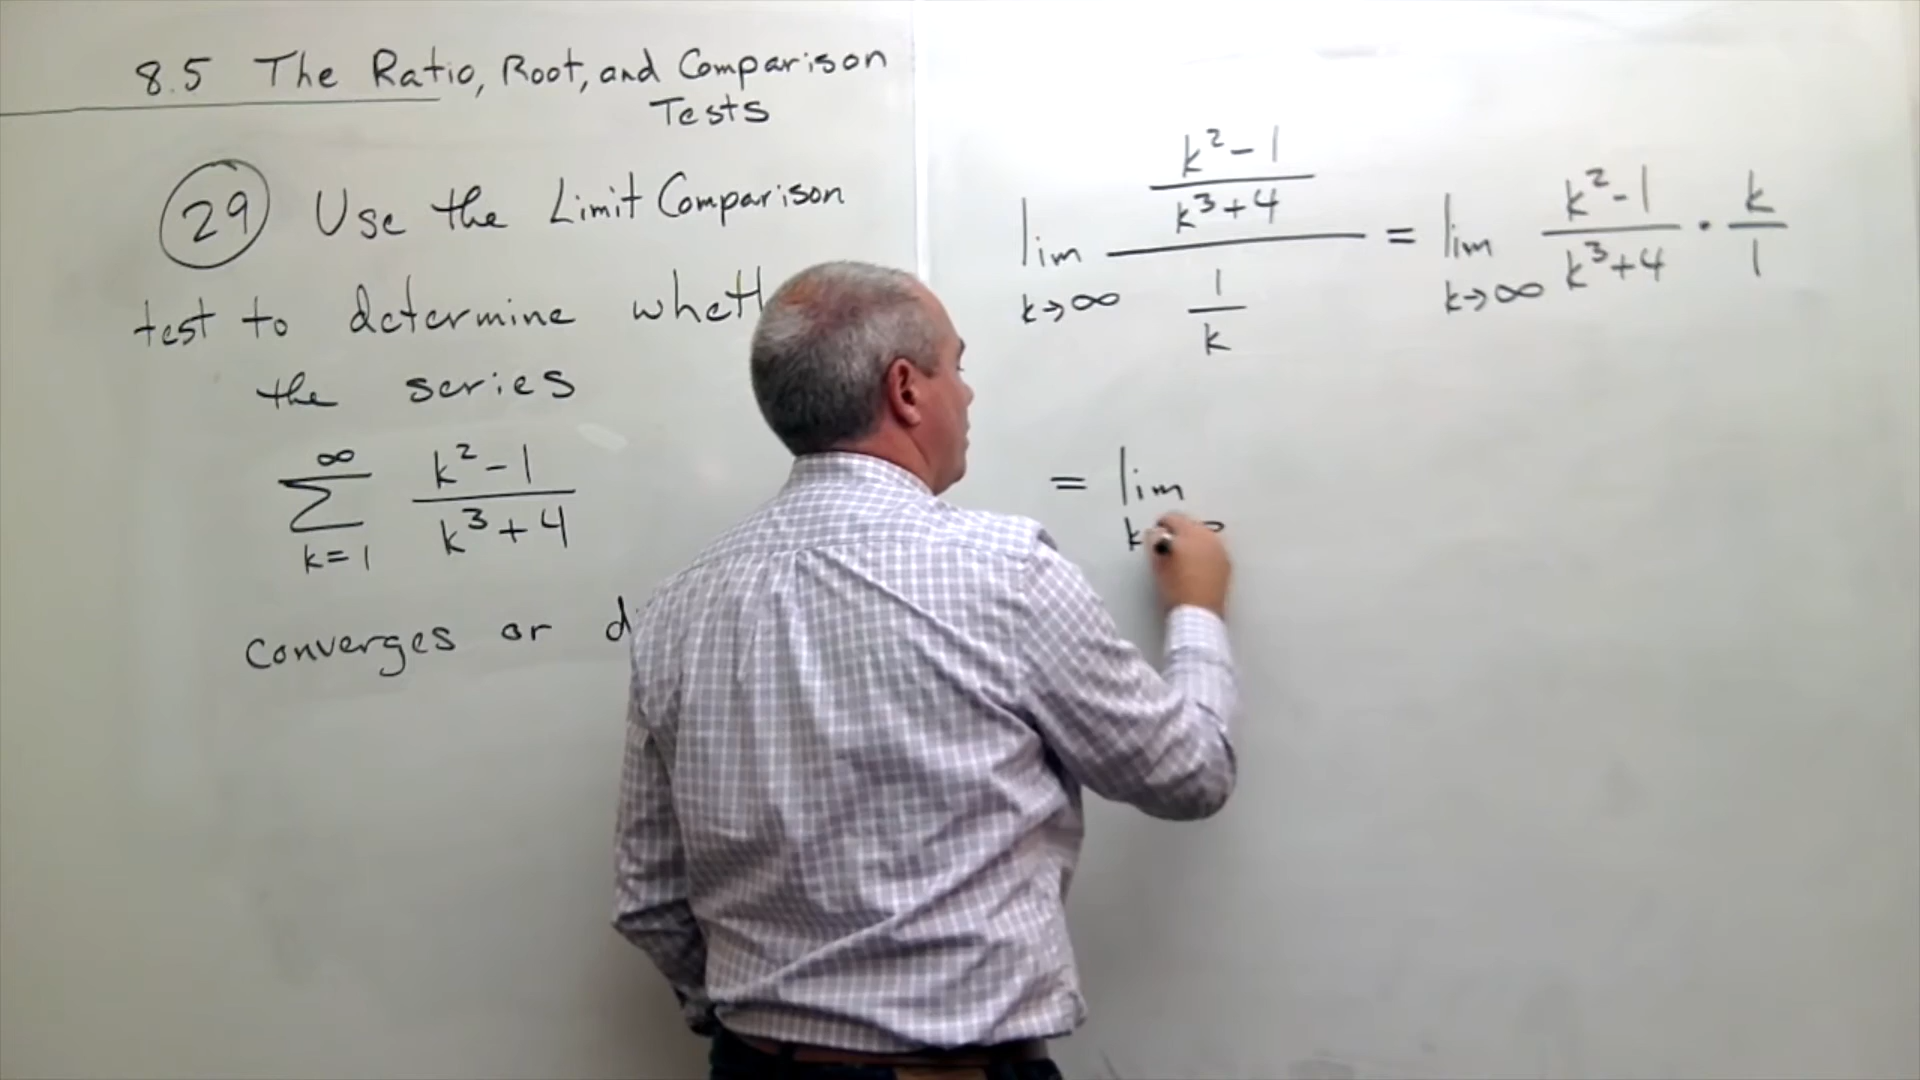 8.5 The Ratio, Root, and Comparison
Tests
29 Use the Limit Comparison
test to determine
the series
∞
∑ (k² - 1)/(k³ + 4)
k=1
converges or
lim k→∞ ((k² - 1)/(k³ + 4))/(1/k) = lim k→∞ (k² - 1)/(k³ + 4) · k/1
= lim
k